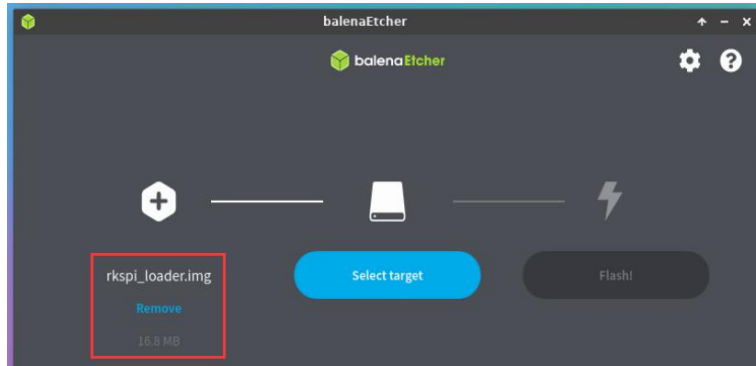 balenaEtcher
balenaEtcher
rkspi_loader.img
Select target
Flash!
Remove
16.8 MB